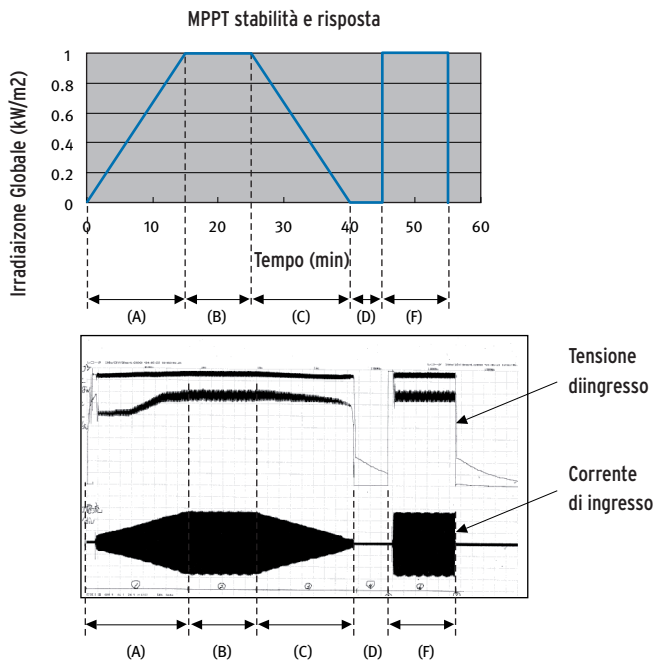 MPPT stabilità e risposta
Irradiaizone Globale (kW/m2)
1
0.8
0.6
0.4
0.2
0
0
10
20
30
40
50
60
Tempo (min)
(A)
(B)
(C)
(D)
(F)
Tensione
diingresso
Corrente
di ingresso
(A)
(B)
(C)
(D)
(F)